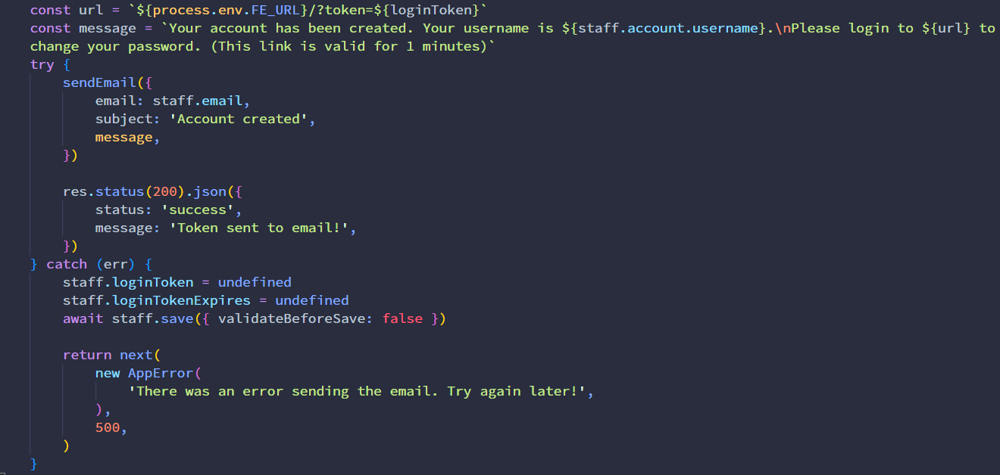 const url = `${process.env.FE_URL}/?token=${loginToken}`
const message = `Your account has been created. Your username is ${staff.account.username}.\nPlease login to ${url} to
change your password. (This link is valid for 1 minutes)`
try {
    sendEmail({
        email: staff.email,
        subject: 'Account created',
        message,
    })

    res.status(200).json({
        status: 'success',
        message: 'Token sent to email!',
    })
} catch (err) {
    staff.loginToken = undefined
    staff.loginTokenExpires = undefined
    await staff.save({ validateBeforeSave: false })

    return next(
        new AppError(
            'There was an error sending the email. Try again later!',
        ),
        500,
    )
}